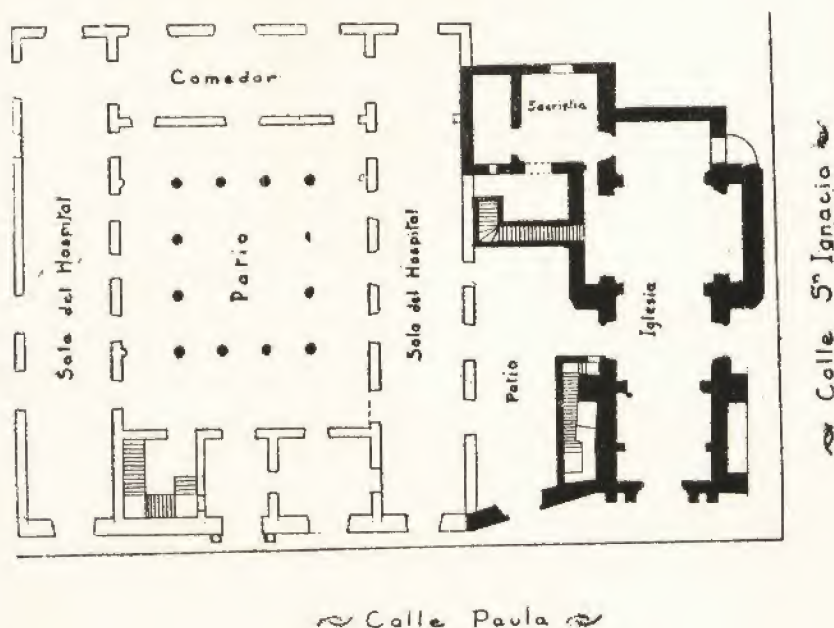 Comedor
Sacristia
Sala del Hospital
Patio
Sala del Hospital
Iglesia
Patio
Calle Sn Ignacio
Calle Paula